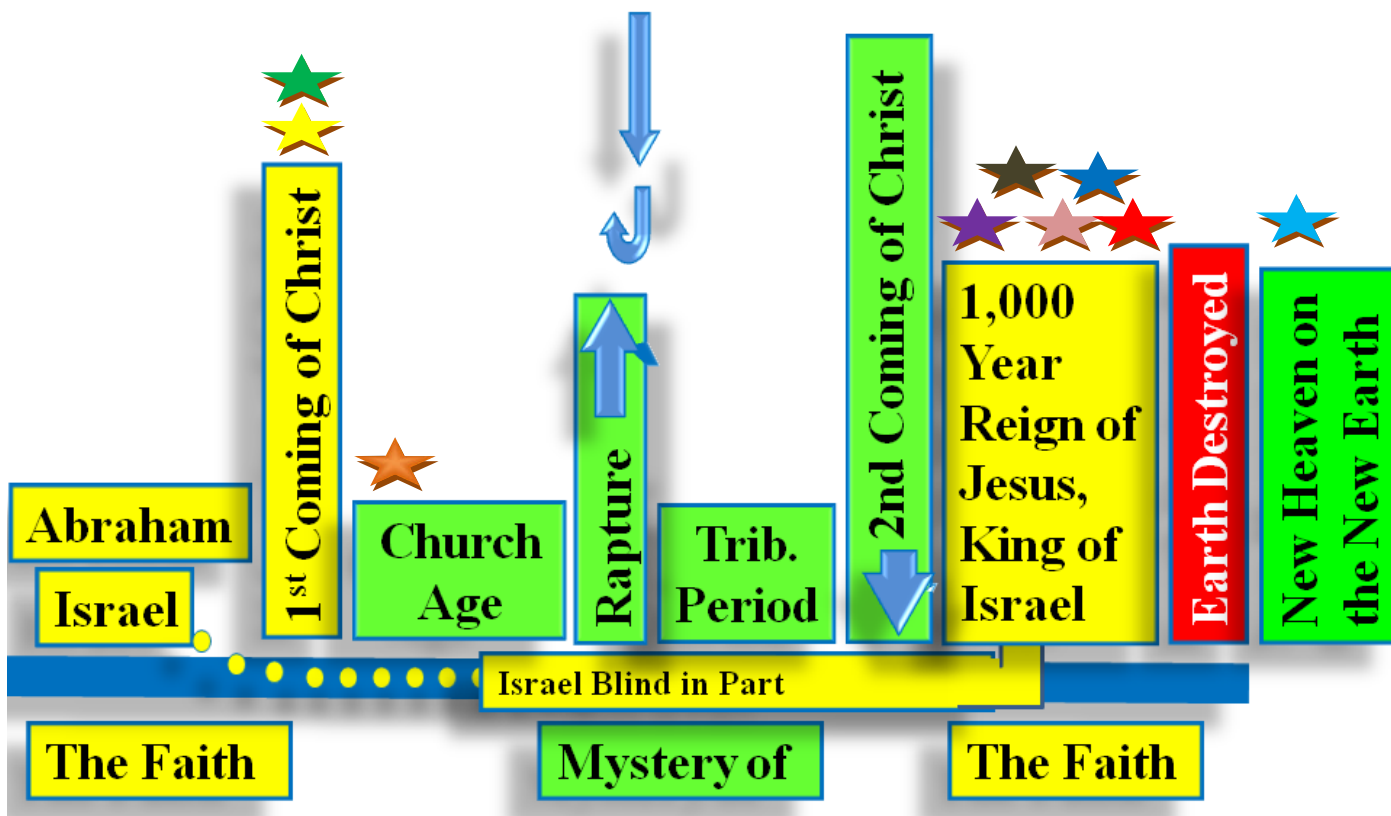 Abraham
Israel
1st Coming of Christ
Church
Age
Rapture
Trib.
Period
2nd Coming of Christ
1,000
Year
Reign of
Jesus,
King of
Israel
Earth Destroyed
New Heaven on
the New Earth
Israel Blind in Part
The Faith
Mystery of
The Faith